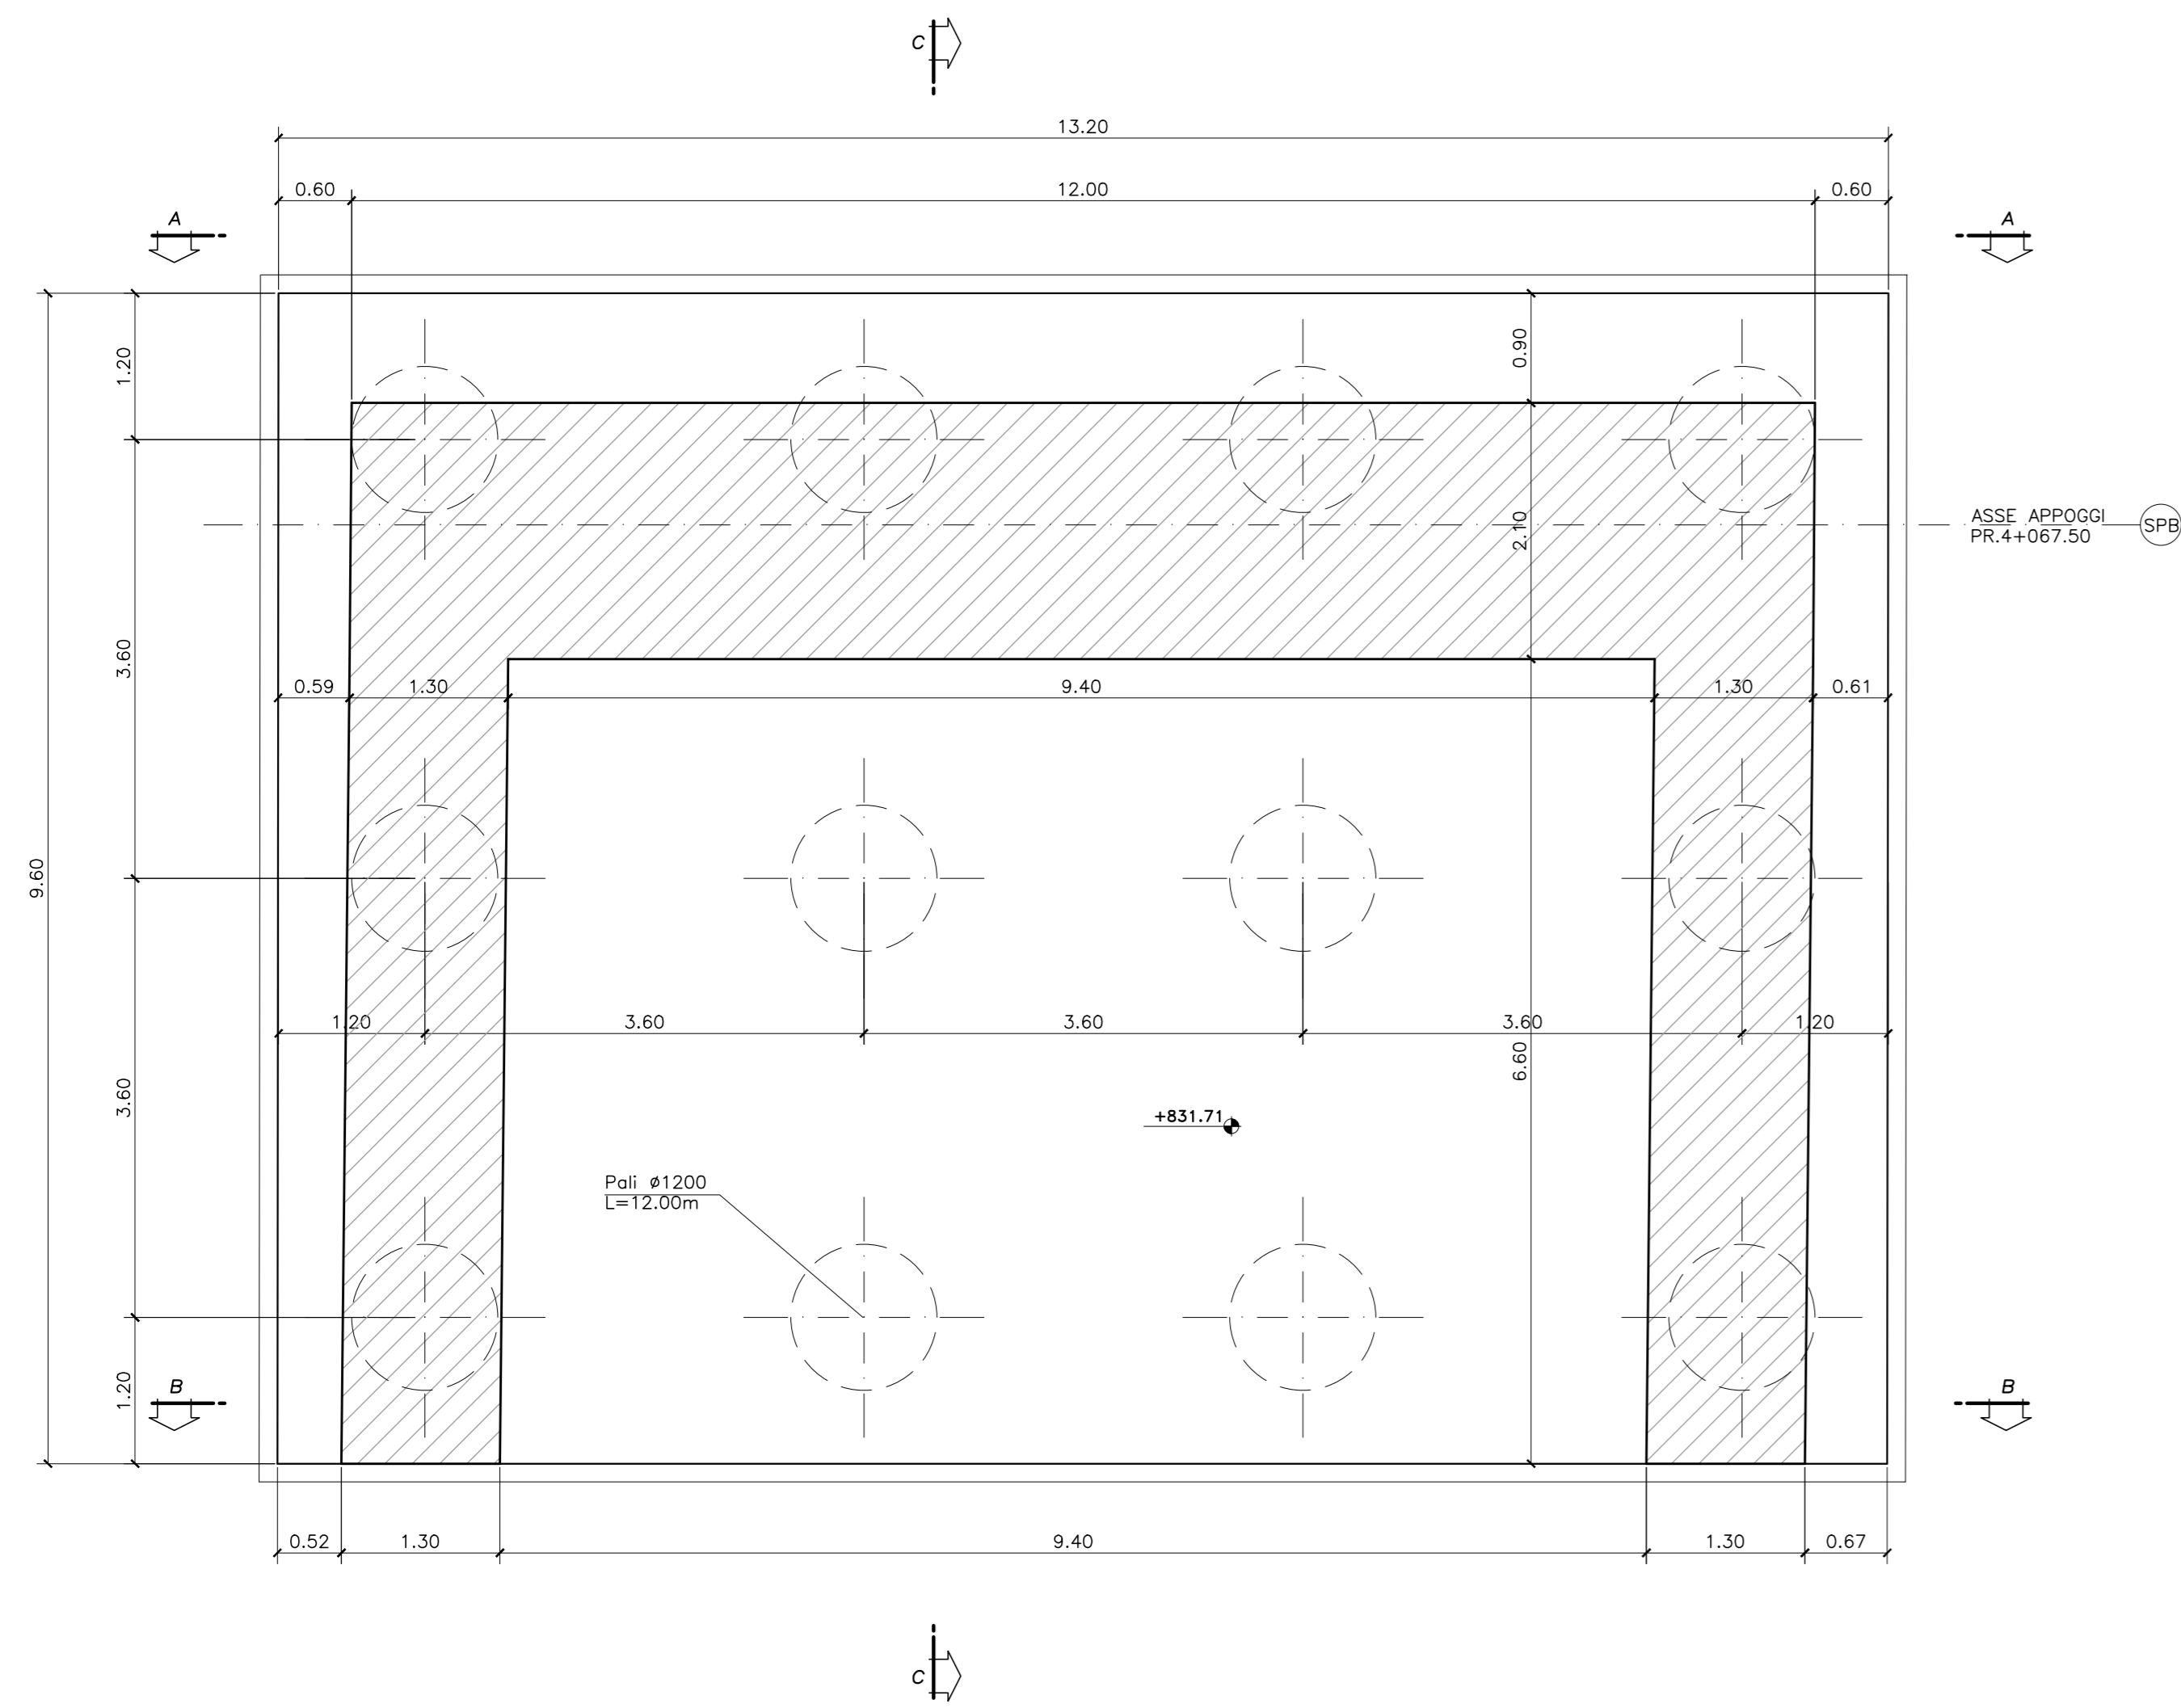 C
13.20
0.60 12.00 0.60
A A
1.20
0.90
2.10
ASSE APPOGGI
PR.4+067.50
SPB
3.60
0.59 1.30 9.40 1.30 0.61
9.60
1.20 3.60 3.60 3.60 1.20
3.60
6.60
+831.71
Pali ø1200
L=12.00m
1.20
B B
0.52 1.30 9.40 1.30 0.67
C